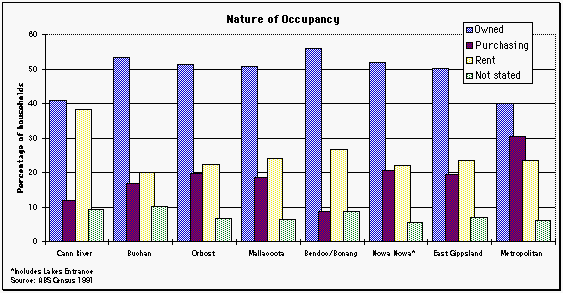 Nature of Occupancy
Owned
Purchasing
Rent
Not stated
Percentage of households
60
50
40
30
20
10
0
Cann River Buchan Orbost Mallacoota Bendoc/Bonang Nowa Nowa* East Gippsland Metropolitan
*Includes Lakes Entrance
Source: ABS Census 1991